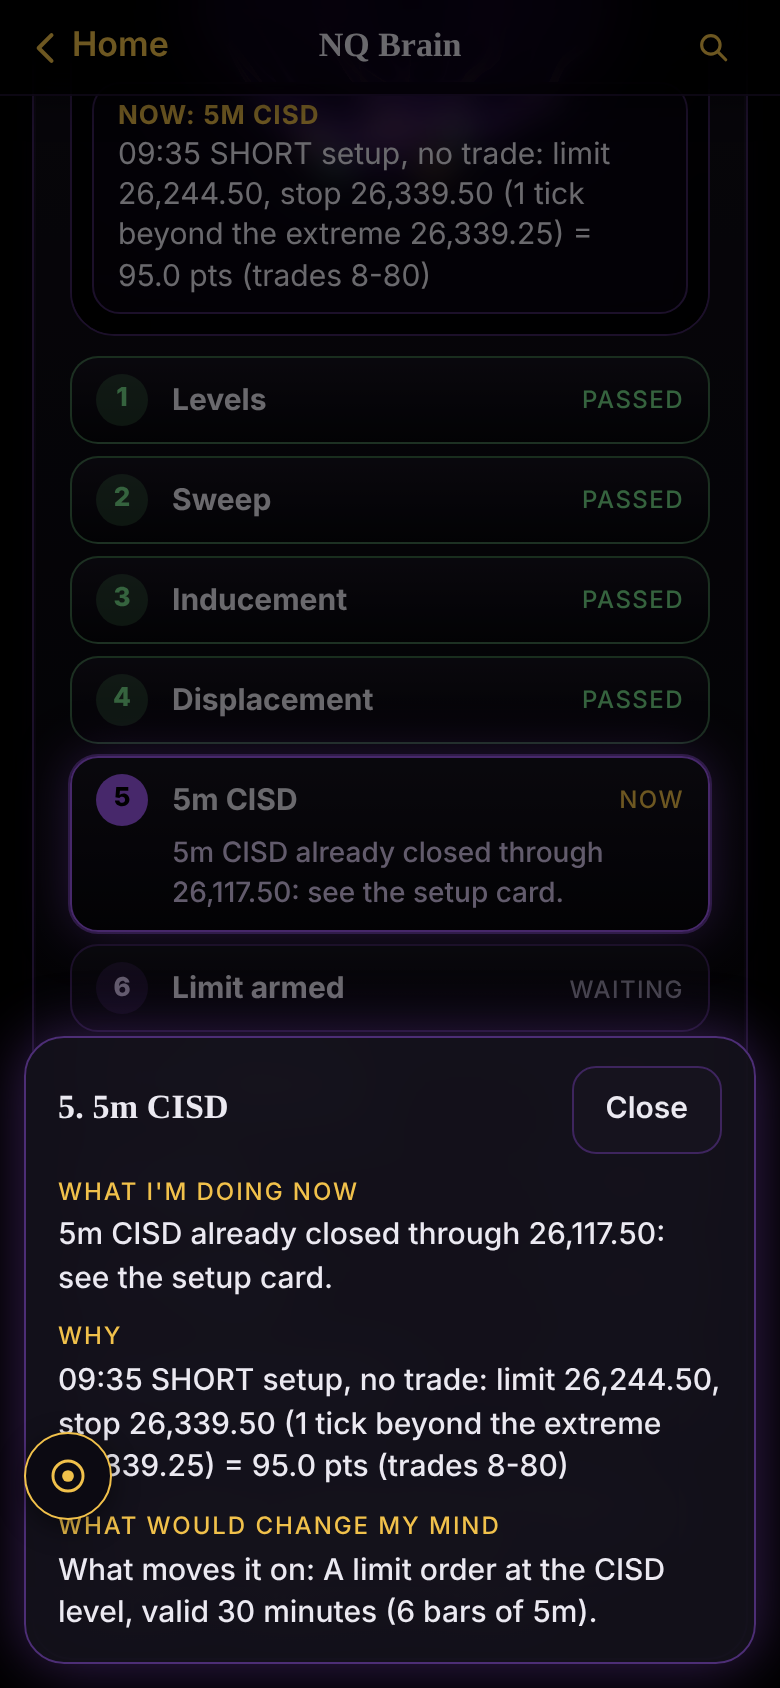 Home
NQ Brain
NOW: 5M CISD
09:35 SHORT setup, no trade: limit
26,244.50, stop 26,339.50 (1 tick
beyond the extreme 26,339.25) =
95.0 pts (trades 8-80)
1 Levels PASSED
2 Sweep PASSED
3 Inducement PASSED
4 Displacement PASSED
5 5m CISD NOW
5m CISD already closed through
26,117.50: see the setup card.
6 Limit armed WAITING
5. 5m CISD Close
WHAT I'M DOING NOW
5m CISD already closed through 26,117.50:
see the setup card.
WHY
09:35 SHORT setup, no trade: limit 26,244.50,
stop 26,339.50 (1 tick beyond the extreme
339.25) = 95.0 pts (trades 8-80)
WHAT WOULD CHANGE MY MIND
What moves it on: A limit order at the CISD
level, valid 30 minutes (6 bars of 5m).